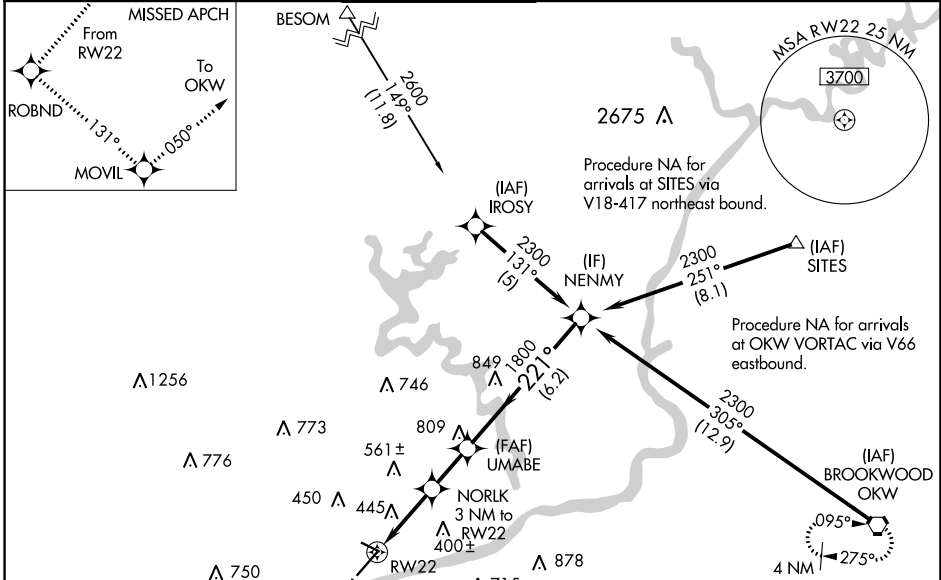 MISSED APCH
From
RW22
To
OKW
ROBND
131°
050°
MOVIL
BESOM
2600
149°
(11.8)
MSA RW22 25 NM
3700
2675
Procedure NA for
arrivals at SITES via
V18-417 northeast bound.
(IAF)
IROSY
2300
131°
(5)
(IF)
NENMY
2300
251°
(8.1)
(IAF)
SITES
Procedure NA for arrivals
at OKW VORTAC via V66
eastbound.
1800
221°
(6.2)
849
1256
746
2300
305°
(12.9)
773
809
(FAF)
UMABE
776
561±
(IAF)
BROOKWOOD
OKW
450
445
NORLK
3 NM to
RW22
400±
095°
275°
4 NM
RW22
750
878
715